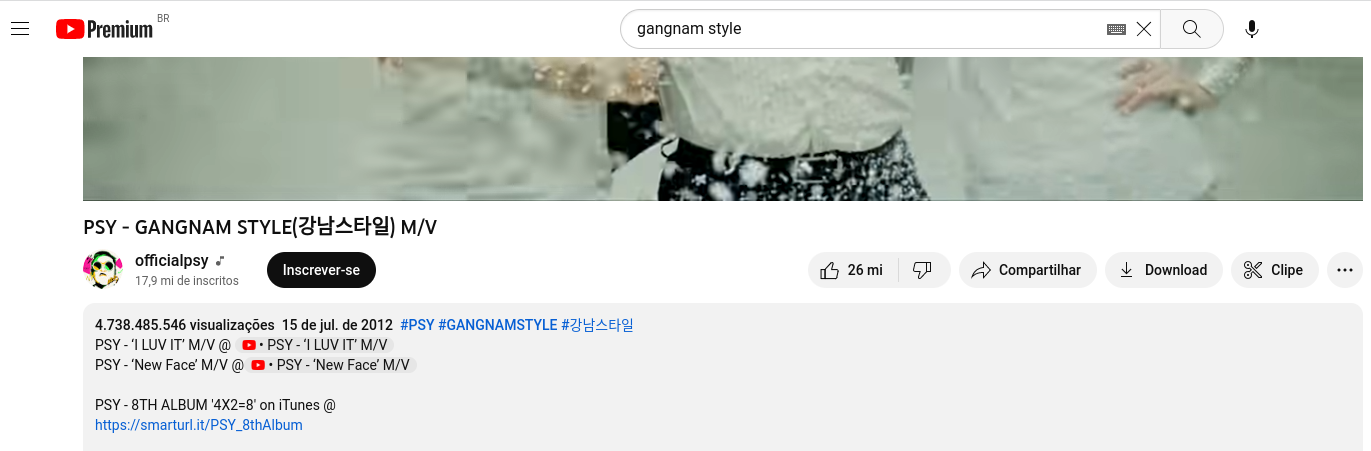 Premium BR
gangnam style
PSY - GANGNAM STYLE(강남스타일) M/V
officialpsy
17,9 mi de inscritos
Inscrever-se
26 mi
Compartilhar
Download
Clipe
4.738.485.546 visualizações 15 de jul. de 2012 #PSY #GANGNAMSTYLE #강남스타일
PSY - ‘I LUV IT’ M/V @ • PSY - ‘I LUV IT’ M/V
PSY - ‘New Face’ M/V @ • PSY - ‘New Face’ M/V
PSY - 8TH ALBUM '4X2=8' on iTunes @
https://smarturl.it/PSY_8thAlbum